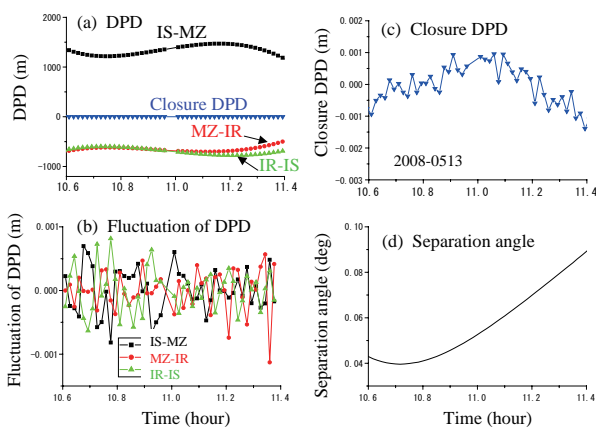 (a) DPD
2000
1000
0
-1000
DPD (m)
IS-MZ
Closure DPD
MZ-IR
IR-IS
10.6 10.8 11.0 11.2 11.4
(c) Closure DPD
0.002
0.001
0.000
-0.001
-0.002
-0.003
Closure DPD (m)
2008-0513
10.6 10.8 11.0 11.2 11.4
(b) Fluctuation of DPD
0.001
0.000
-0.001
Fluctuation of DPD (m)
IS-MZ
MZ-IR
IR-IS
10.6 10.8 11.0 11.2 11.4
Time (hour)
(d) Separation angle
0.10
0.08
0.06
0.04
Separation angle (deg)
10.6 10.8 11.0 11.2 11.4
Time (hour)